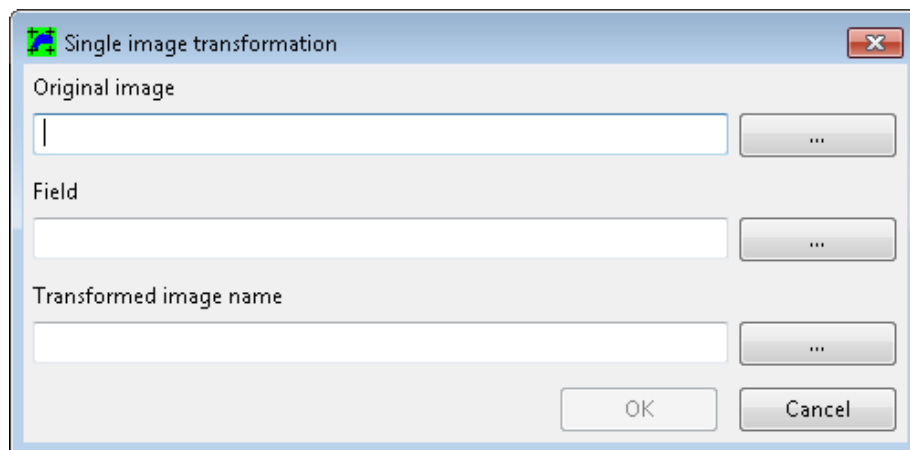 Single image transformation
Original image
...
Field
...
Transformed image name
...
OK Cancel